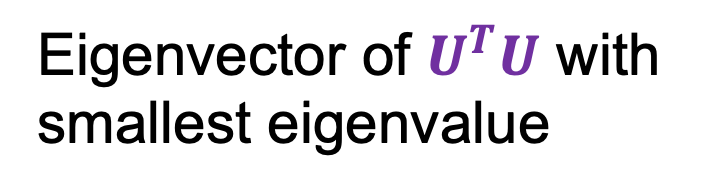 Eigenvector of UᵀU with
smallest eigenvalue